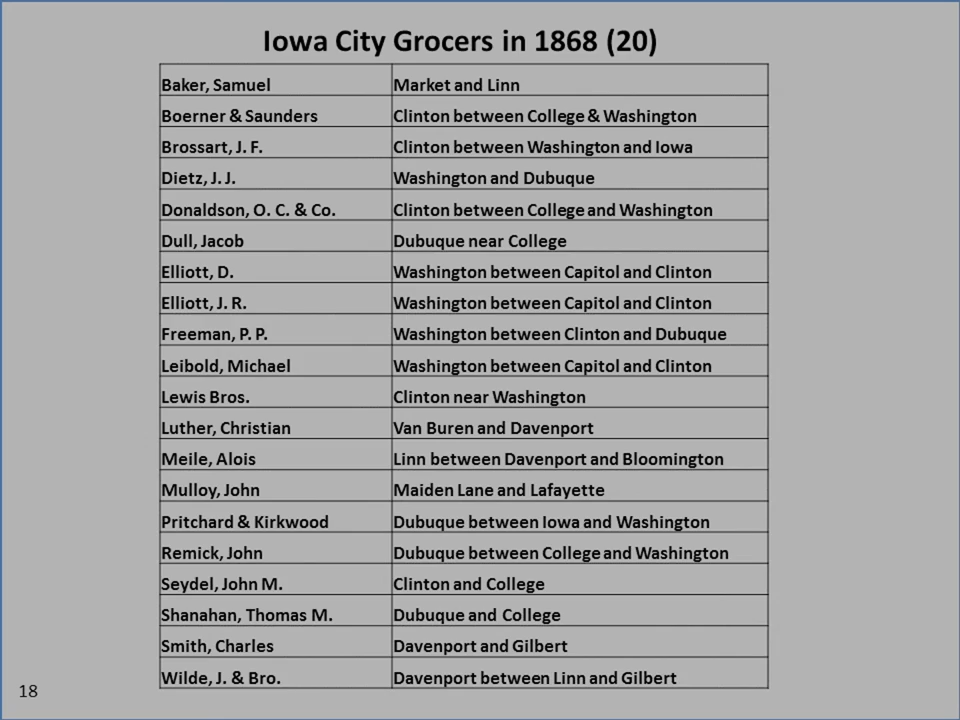 Iowa City Grocers in 1868 (20)
Baker, Samuel Market and Linn
Boerner & Saunders Clinton between College & Washington
Brossart, J. F. Clinton between Washington and Iowa
Dietz, J. J. Washington and Dubuque
Donaldson, O. C. & Co. Clinton between College and Washington
Dull, Jacob Dubuque near College
Elliott, D. Washington between Capitol and Clinton
Elliott, J. R. Washington between Capitol and Clinton
Freeman, P. P. Washington between Clinton and Dubuque
Leibold, Michael Washington between Capitol and Clinton
Lewis Bros. Clinton near Washington
Luther, Christian Van Buren and Davenport
Meile, Alois Linn between Davenport and Bloomington
Mulloy, John Maiden Lane and Lafayette
Pritchard & Kirkwood Dubuque between Iowa and Washington
Remick, John Dubuque between College and Washington
Seydel, John M. Clinton and College
Shanahan, Thomas M. Dubuque and College
Smith, Charles Davenport and Gilbert
Wilde, J. & Bro. Davenport between Linn and Gilbert
18